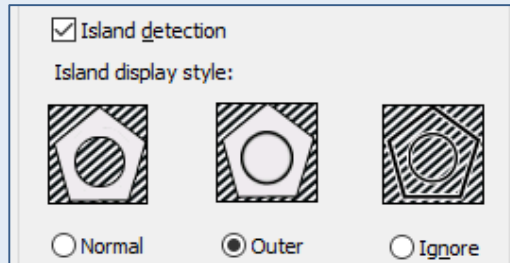 Island detection
Island display style:
Normal Outer Ignore